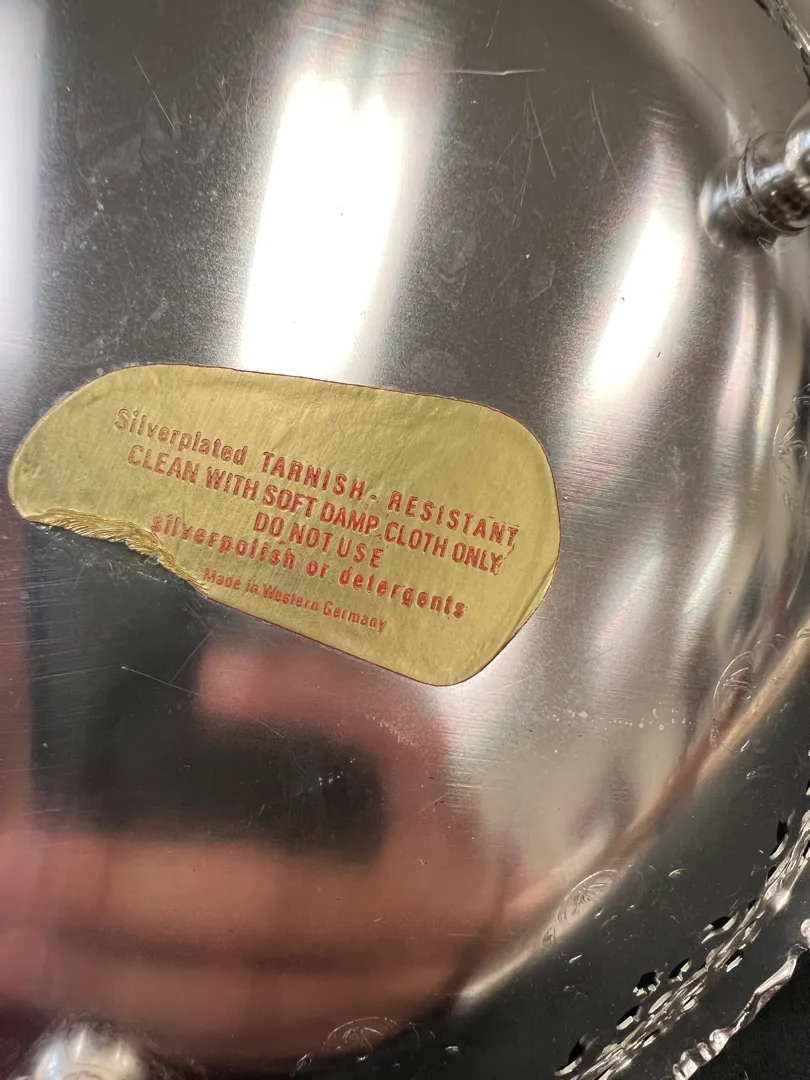 Silverplated TARNISH - RESISTANT
CLEAN WITH SOFT DAMP CLOTH ONLY
DO NOT USE
silverpolish or detergents
Made in Western Germany